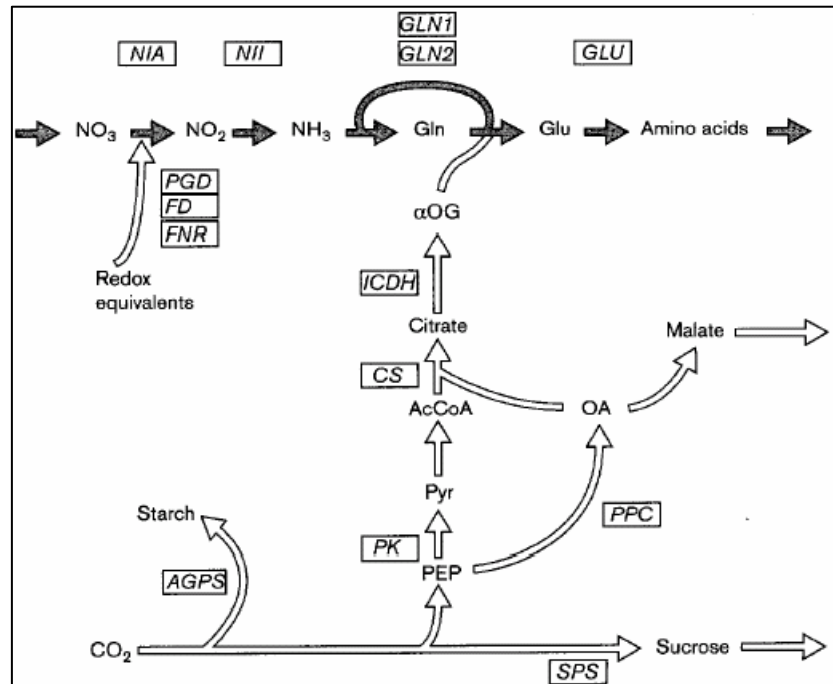 GLN1
NIA NII GLN2 GLU
NO3 NO2 NH3 Gln Glu Amino acids
PGD
FD
FNR
αOG
Redox
equivalents
ICDH
Citrate
Malate
CS
AcCoA
OA
Pyr
Starch
PPC
PK
PEP
AGPS
CO2
Sucrose
SPS